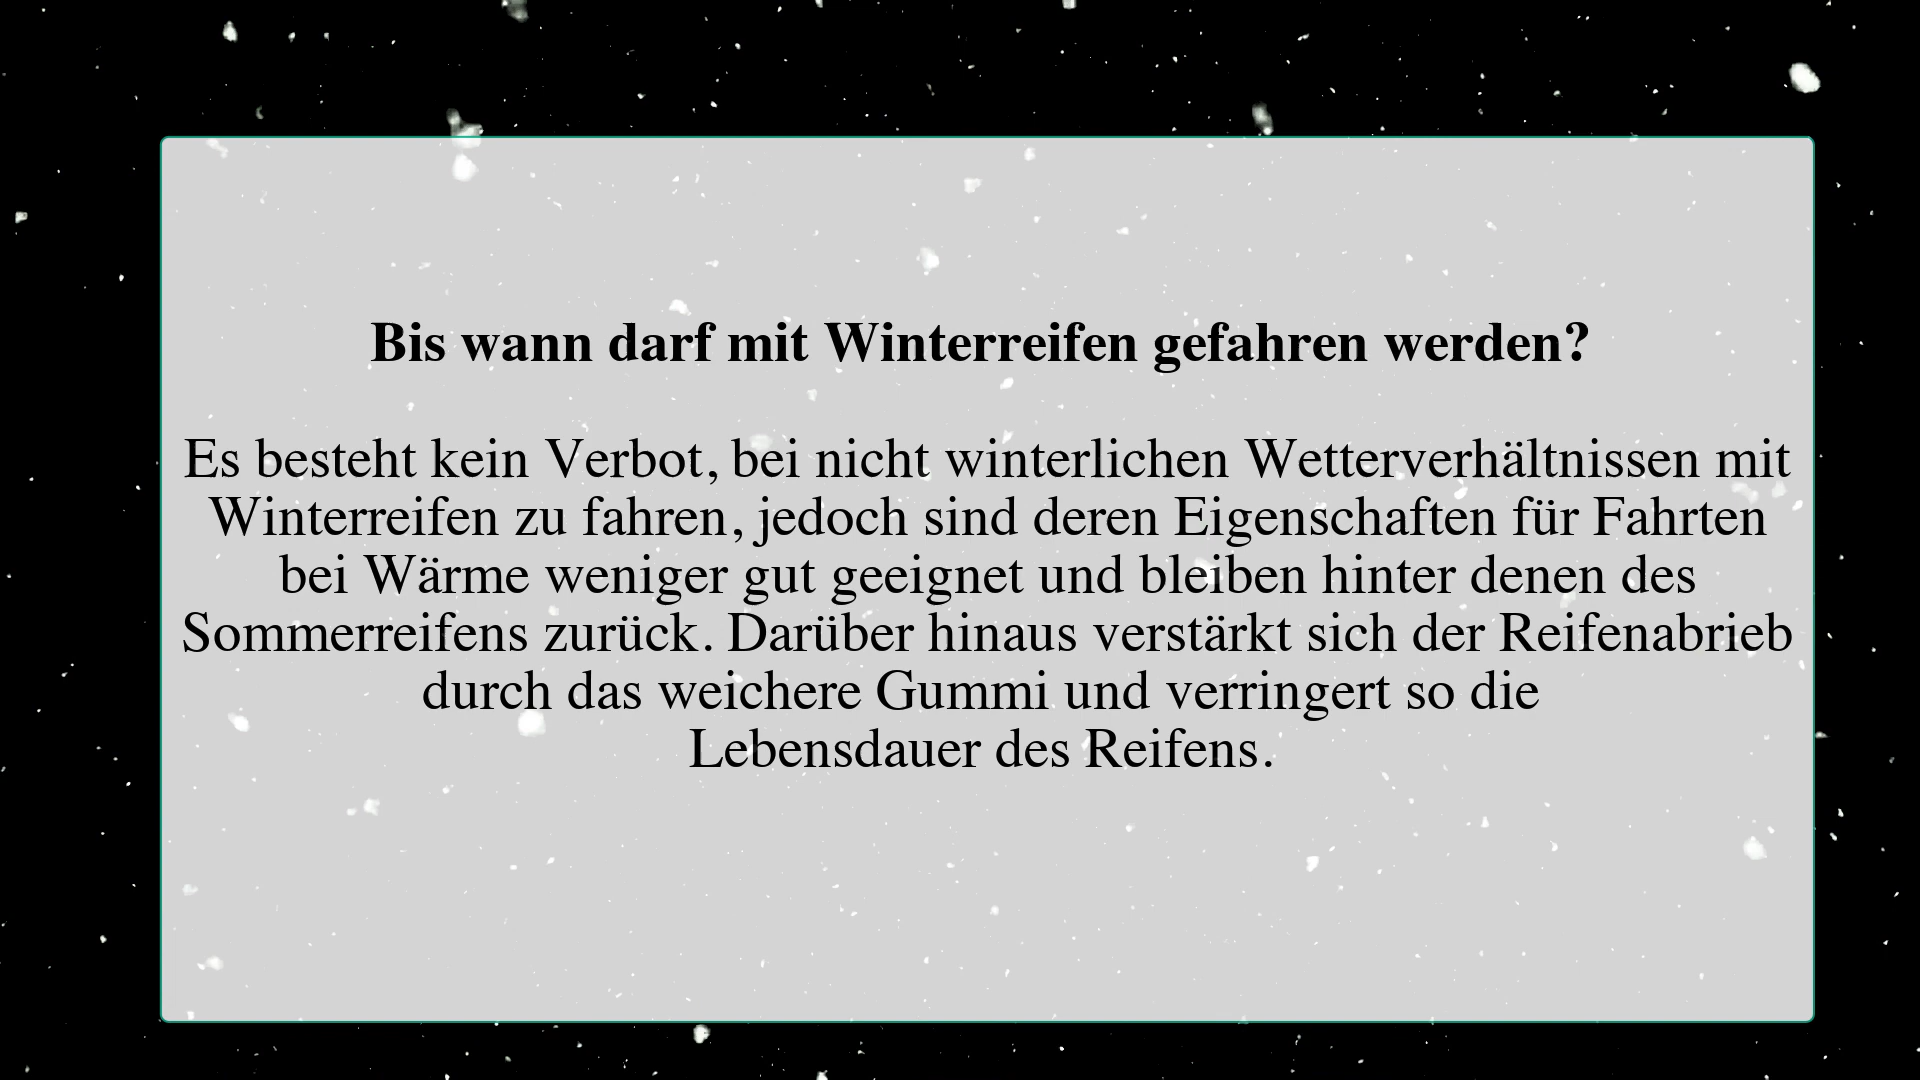 Bis wann darf mit Winterreifen gefahren werden?
Es besteht kein Verbot, bei nicht winterlichen Wetterverhältnissen mit
Winterreifen zu fahren, jedoch sind deren Eigenschaften für Fahrten
bei Wärme weniger gut geeignet und bleiben hinter denen des
Sommerreifens zurück. Darüber hinaus verstärkt sich der Reifenabrieb
durch das weichere Gummi und verringert so die
Lebensdauer des Reifens.